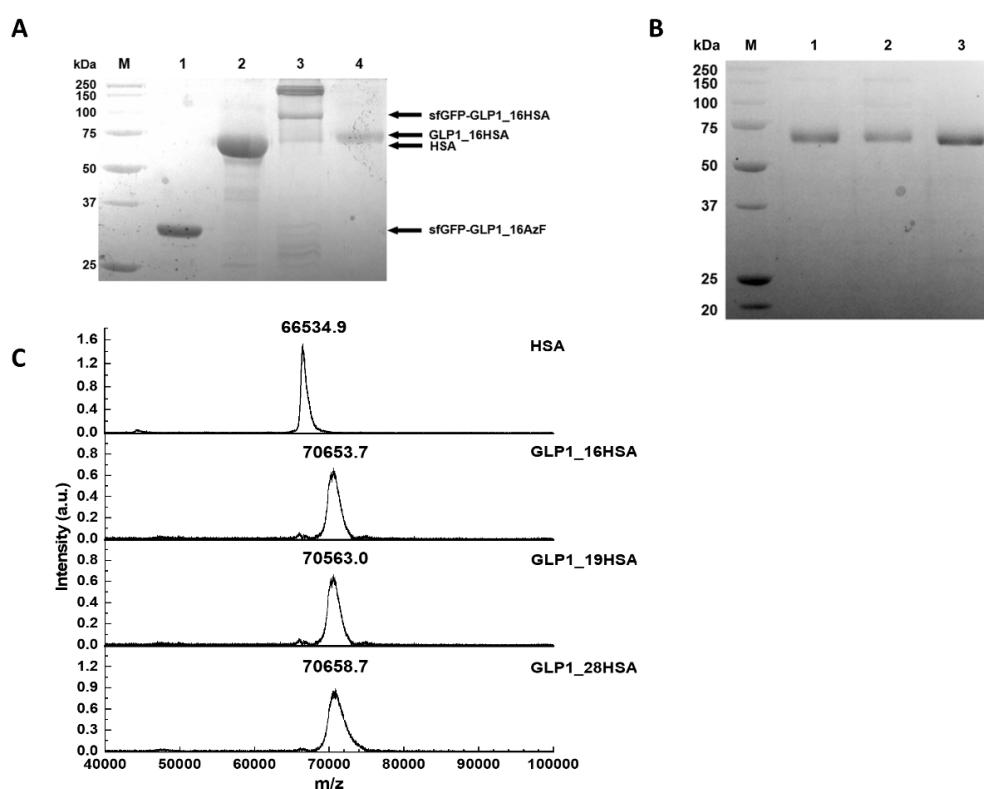 A
kDa M 1 2 3 4
250
150
100
75
50
37
25
sfGFP-GLP1_16HSA
GLP1_16HSA
HSA
sfGFP-GLP1_16AzF
B
kDa M 1 2 3
250
150
100
75
50
37
25
20
C
66534.9
HSA
1.6
1.2
0.8
0.4
0.0
70653.7
GLP1_16HSA
0.8
0.6
0.4
0.2
0.0
70563.0
GLP1_19HSA
0.8
0.6
0.4
0.2
0.0
70658.7
GLP1_28HSA
1.2
0.9
0.6
0.3
0.0
Intensity (a.u.)
40000 50000 60000 70000 80000 90000 100000
m/z